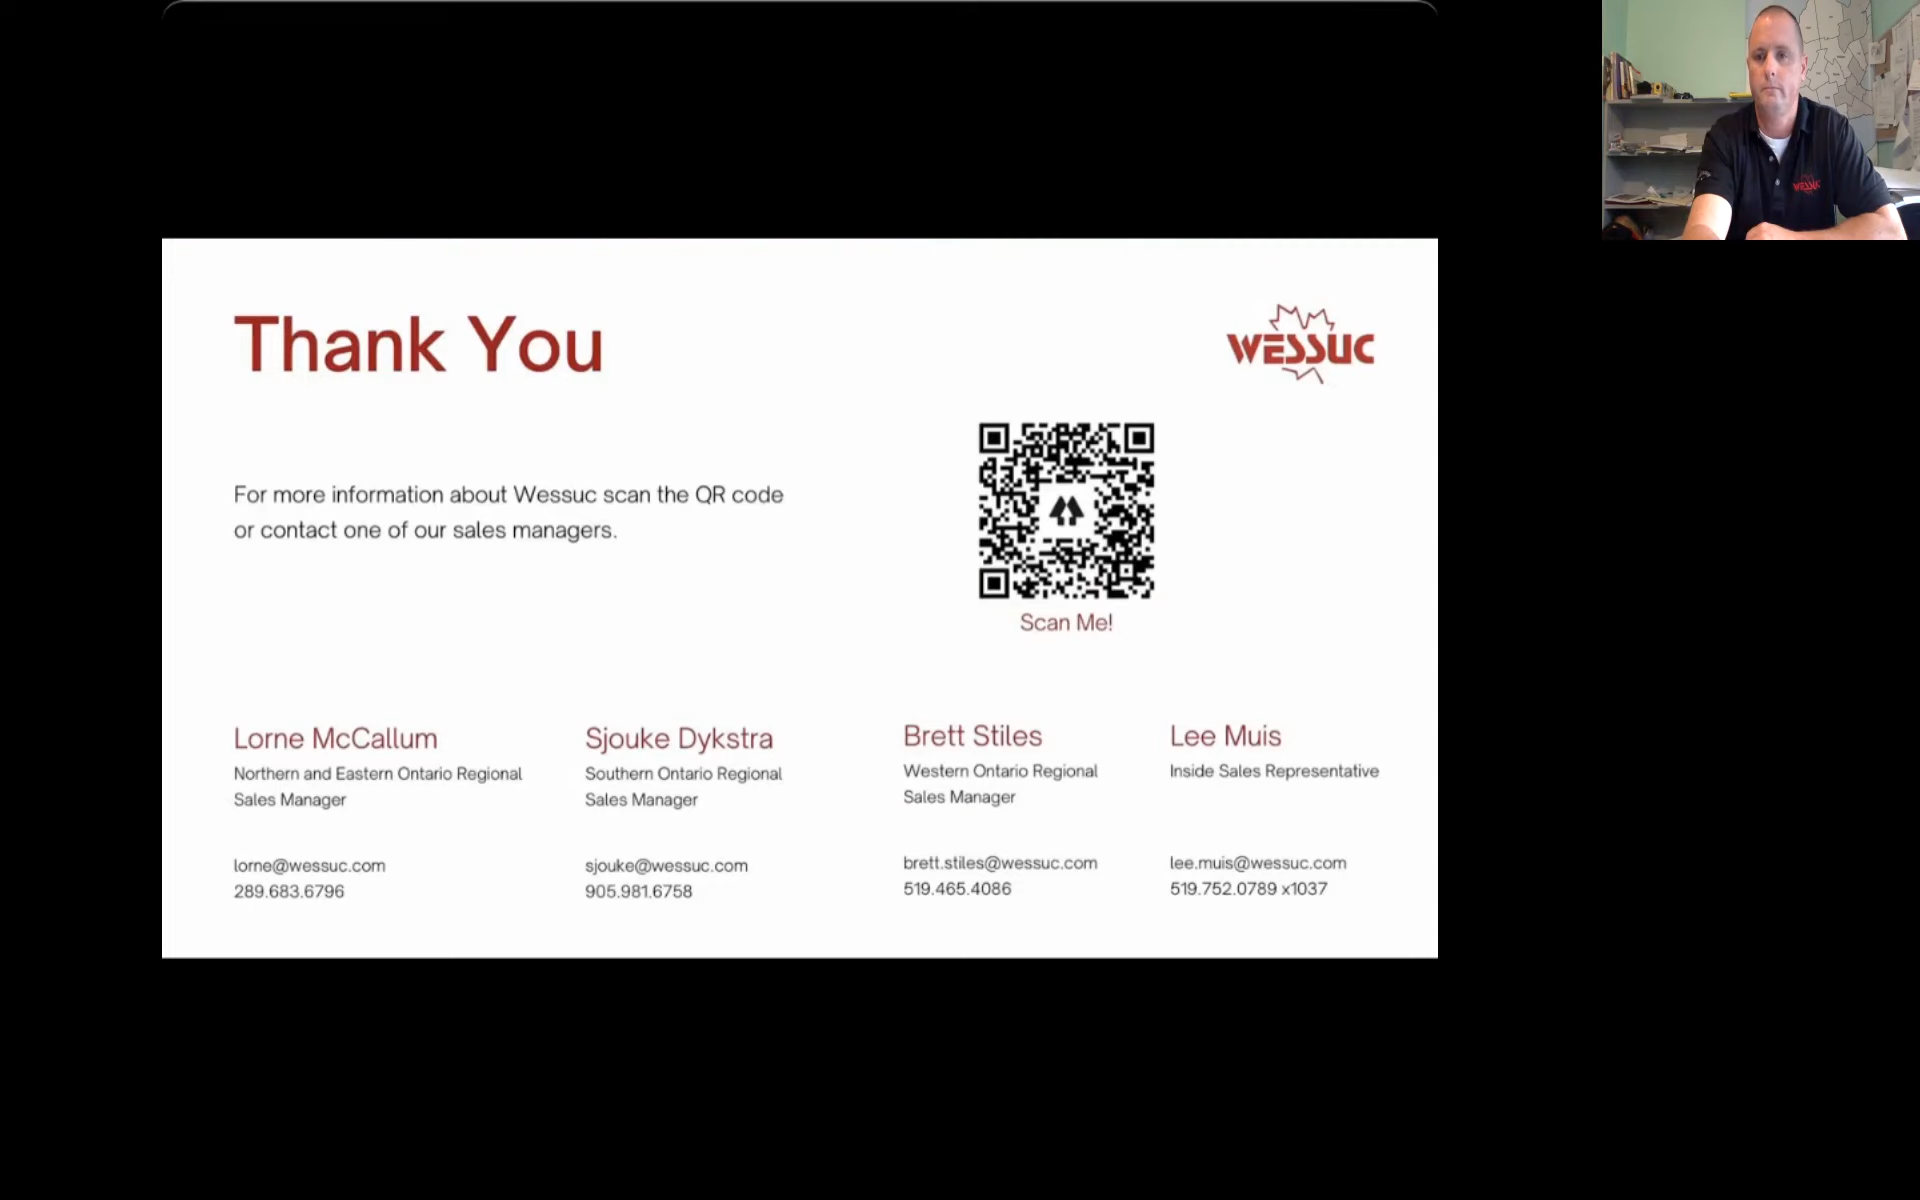 Thank You
WESSUC
For more information about Wessuc scan the QR code
or contact one of our sales managers.
Scan Me!
Lorne McCallum
Northern and Eastern Ontario Regional
Sales Manager
lorne@wessuc.com
289.683.6796
Sjouke Dykstra
Southern Ontario Regional
Sales Manager
sjouke@wessuc.com
905.981.6758
Brett Stiles
Western Ontario Regional
Sales Manager
brett.stiles@wessuc.com
519.465.4086
Lee Muis
Inside Sales Representative
lee.muis@wessuc.com
519.752.0789 x1037
WESSUC